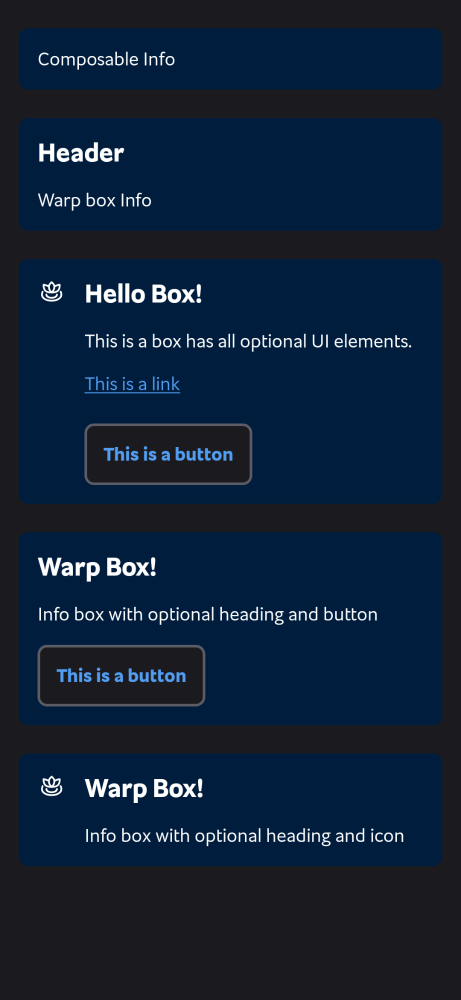 Composable Info
Header
Warp box Info
Hello Box!
This is a box has all optional UI elements.
This is a link
This is a button
Warp Box!
Info box with optional heading and button
This is a button
Warp Box!
Info box with optional heading and icon